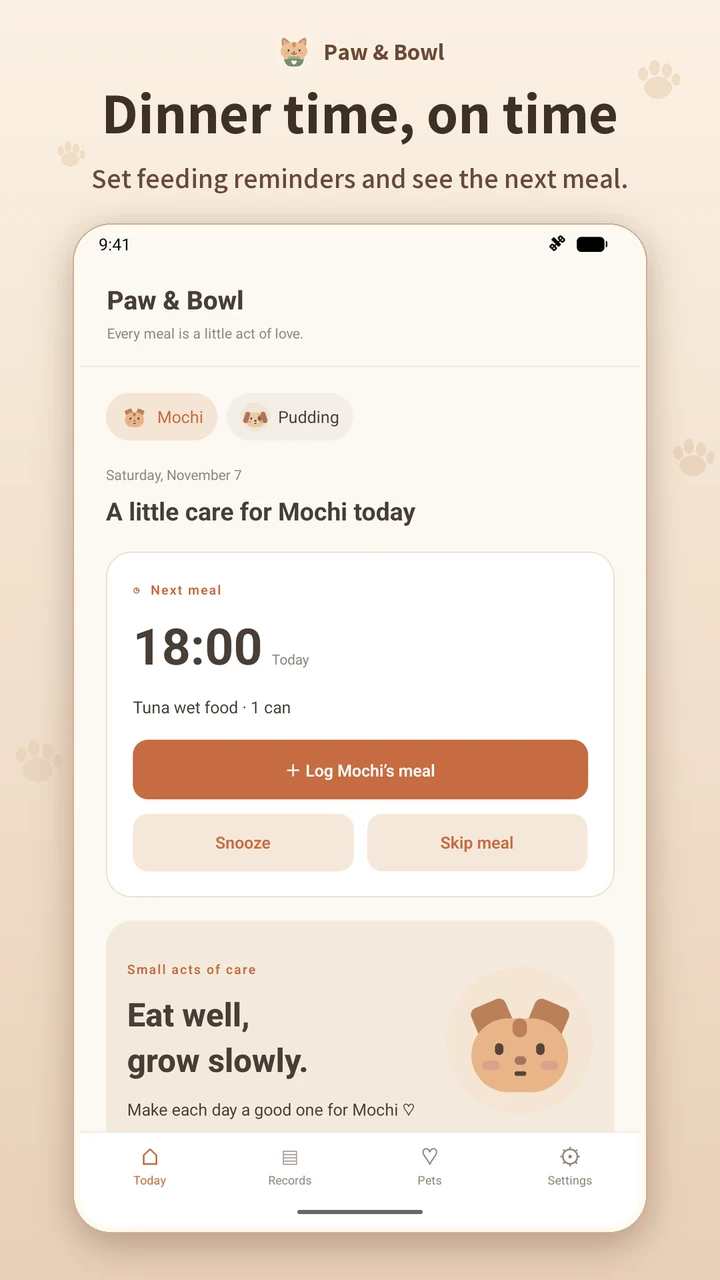 Paw & Bowl
Dinner time, on time
Set feeding reminders and see the next meal.
9:41
Paw & Bowl
Every meal is a little act of love.
Mochi
Pudding
Saturday, November 7
A little care for Mochi today
Next meal
18:00 Today
Tuna wet food · 1 can
+ Log Mochi’s meal
Snooze
Skip meal
Small acts of care
Eat well,
grow slowly.
Make each day a good one for Mochi ♡
Today
Records
Pets
Settings